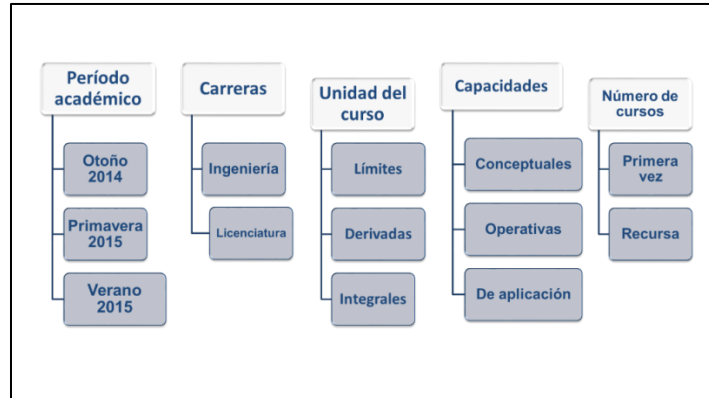 Período
académico
Otoño
2014
Primavera
2015
Verano
2015
Carreras
Ingeniería
Licenciatura
Unidad del
curso
Límites
Derivadas
Integrales
Capacidades
Conceptuales
Operativas
De aplicación
Número de
cursos
Primera
vez
Recursa